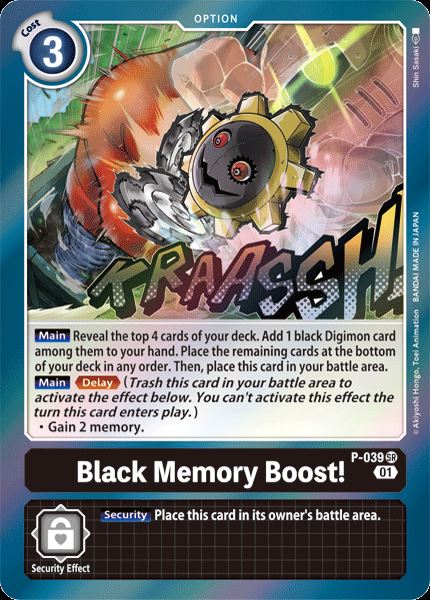 OPTION
Cost
3
Shin Sasaki
KRAASSH!
© Akiyoshi Hongo, Toei Animation BANDAI MADE IN JAPAN
Main Reveal the top 4 cards of your deck. Add 1 black Digimon card
among them to your hand. Place the remaining cards at the bottom
of your deck in any order. Then, place this card in your battle area.
Main Delay (Trash this card in your battle area to
activate the effect below. You can't activate this effect the
turn this card enters play.)
・Gain 2 memory.
P-039 SR
01
Black Memory Boost!
Security Place this card in its owner's battle area.
Security Effect